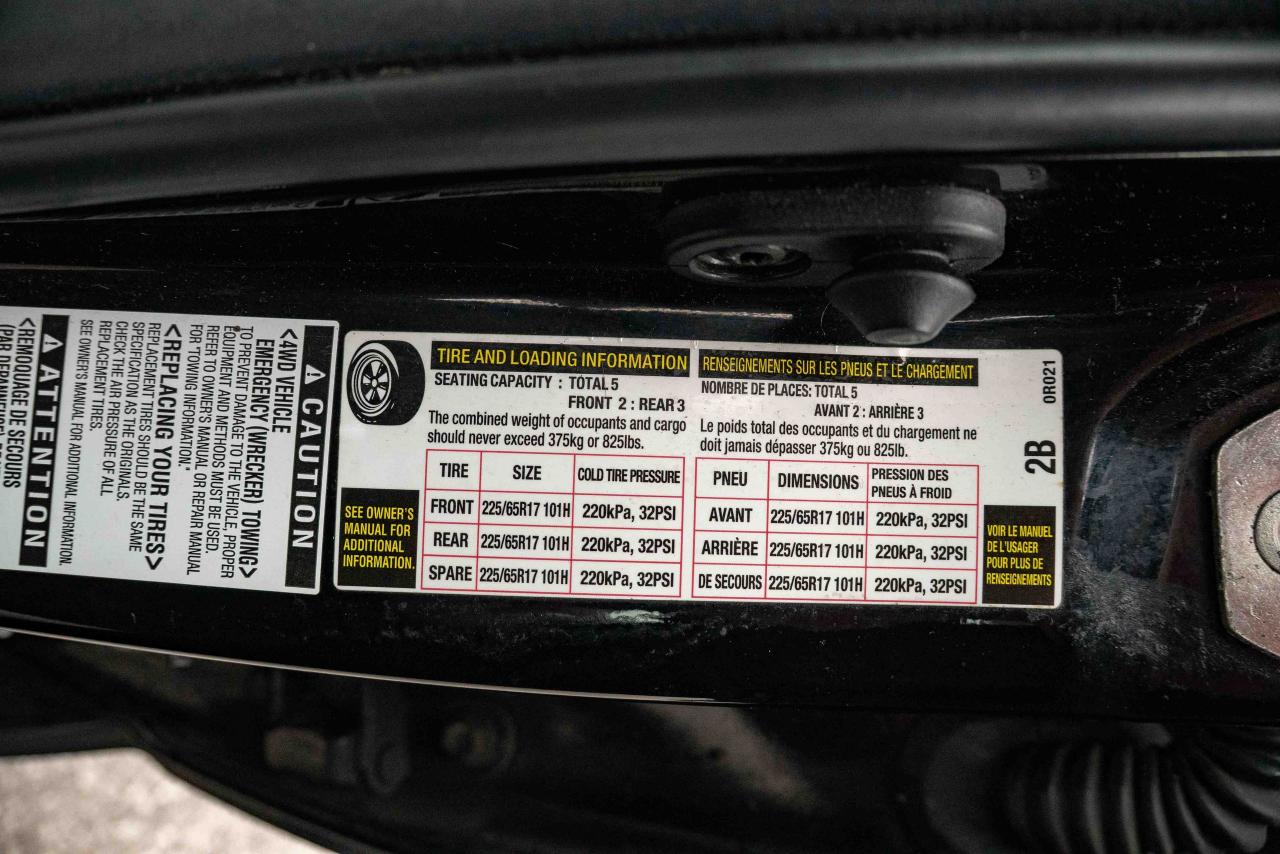 <4WD VEHICLE
EMERGENCY (WRECKER) TOWING>
TO PREVENT DAMAGE TO THE VEHICLE, PROPER
EQUIPMENT AND METHODS MUST BE USED.
REFER TO OWNER'S MANUAL OR REPAIR MANUAL
FOR TOWING INFORMATION."
<REPLACING YOUR TIRES>
REPLACEMENT TIRES SHOULD BE THE SAME
SPECIFICATION AS THE ORIGINALS.
CHECK THE AIR PRESSURE OF ALL
REPLACEMENT TIRES.
SEE OWNER'S MANUAL FOR ADDITIONAL INFORMATION.
CAUTION
ATTENTION
<REMORQUAGE DE SECOURS
TIRE AND LOADING INFORMATION
SEATING CAPACITY : TOTAL 5
FRONT 2 : REAR 3
The combined weight of occupants and cargo
should never exceed 375kg or 825lbs.
TIRE SIZE COLD TIRE PRESSURE
FRONT 225/65R17 101H 220kPa, 32PSI
REAR 225/65R17 101H 220kPa, 32PSI
SPARE 225/65R17 101H 220kPa, 32PSI
SEE OWNER'S
MANUAL FOR
ADDITIONAL
INFORMATION.
RENSEIGNEMENTS SUR LES PNEUS ET LE CHARGEMENT
NOMBRE DE PLACES: TOTAL 5
AVANT 2 : ARRIÈRE 3
Le poids total des occupants et du chargement ne
doit jamais dépasser 375kg ou 825lb.
PNEU DIMENSIONS PRESSION DES
PNEUS À FROID
AVANT 225/65R17 101H 220kPa, 32PSI
ARRIÈRE 225/65R17 101H 220kPa, 32PSI
DE SECOURS 225/65R17 101H 220kPa, 32PSI
VOIR LE MANUEL
DE L'USAGER
POUR PLUS DE
RENSEIGNEMENTS
0R021
2B